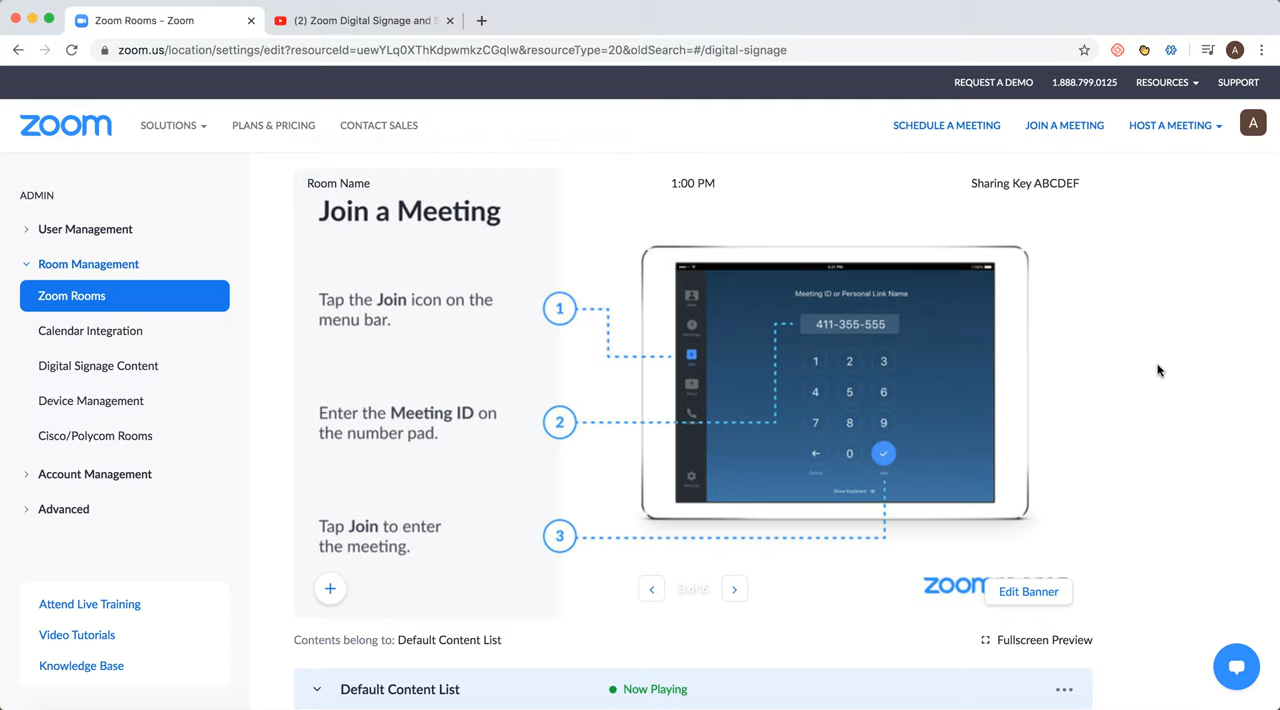 Zoom Rooms - Zoom
(2) Zoom Digital Signage and S
zoom.us/location/settings/edit?resourceId=uewYLq0XThKdpwmkzCGqlw&resourceType=20&oldSearch=#/digital-signage
A
REQUEST A DEMO
1.888.799.0125
RESOURCES
SUPPORT
zoom
SOLUTIONS
PLANS & PRICING
CONTACT SALES
SCHEDULE A MEETING
JOIN A MEETING
HOST A MEETING
A
ADMIN
User Management
Room Management
Zoom Rooms
Calendar Integration
Digital Signage Content
Device Management
Cisco/Polycom Rooms
Account Management
Advanced
Attend Live Training
Video Tutorials
Knowledge Base
Room Name
1:00 PM
Sharing Key ABCDEF
Join a Meeting
Tap the Join icon on the
menu bar.
1
Enter the Meeting ID on
the number pad.
2
Tap Join to enter
the meeting.
3
Meeting ID or Personal Link Name
411-355-555
1 2 3
4 5 6
7 8 9
0
Show Keyboard
3 of 6
zoom
Edit Banner
Contents belong to: Default Content List
Fullscreen Preview
Default Content List
Now Playing